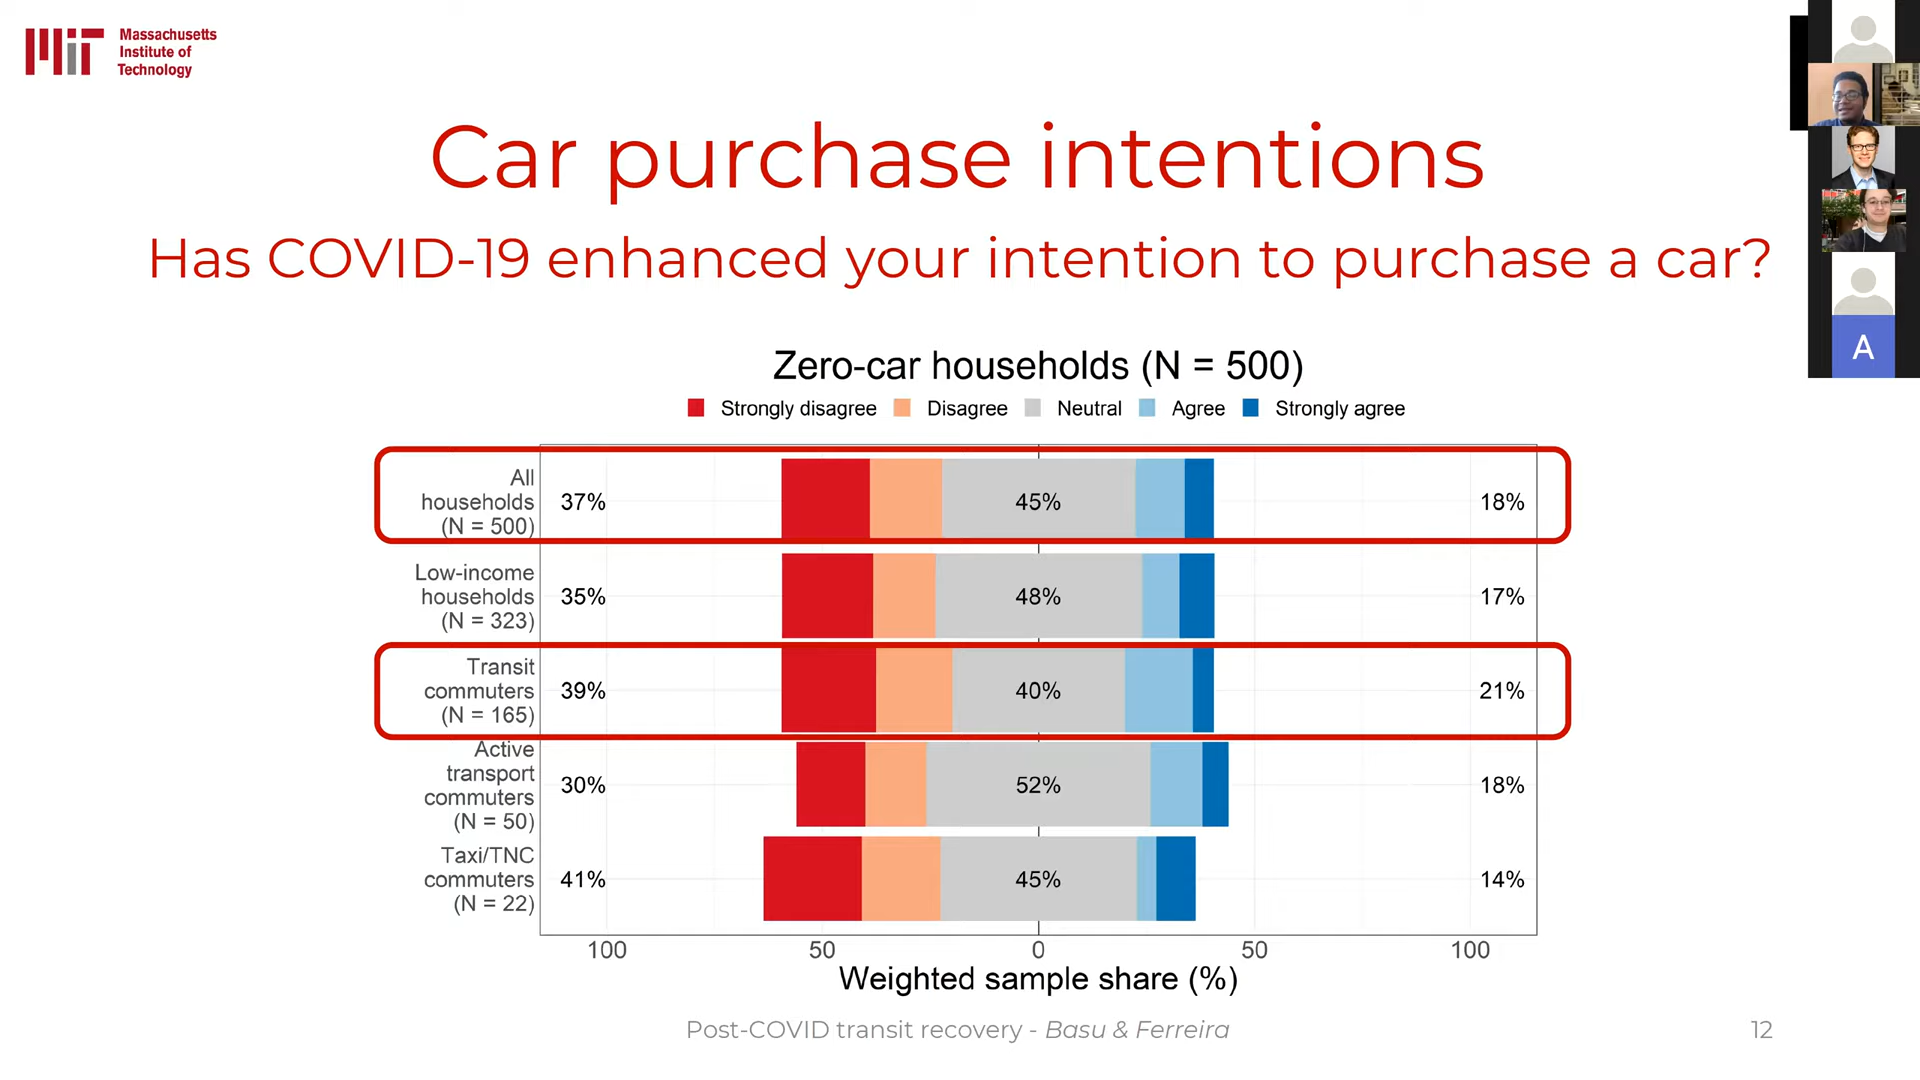 Massachusetts
Institute of
Technology
Car purchase intentions
Has COVID-19 enhanced your intention to purchase a car?
A
Zero-car households (N = 500)
Strongly disagree Disagree Neutral Agree Strongly agree
All
households
(N = 500)
37% 45% 18%
Low-income
households
(N = 323)
35% 48% 17%
Transit
commuters
(N = 165)
39% 40% 21%
Active
transport
commuters
(N = 50)
30% 52% 18%
Taxi/TNC
commuters
(N = 22)
41% 45% 14%
100 50 0 50 100
Weighted sample share (%)
Post-COVID transit recovery - Basu & Ferreira
12